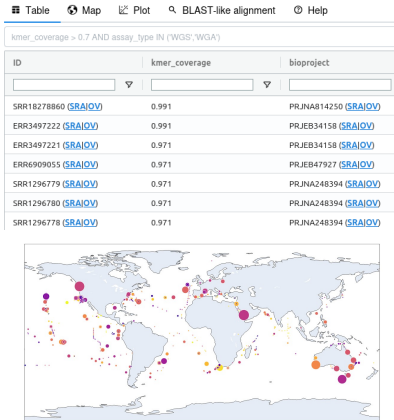 Table Map Plot BLAST-like alignment Help
kmer_coverage > 0.7 AND assay_type IN ('WGS','WGA')
ID kmer_coverage bioproject
SRR18278860 (SRA|OV) 0.991 PRJNA814250 (SRA|OV)
ERR3497222 (SRA|OV) 0.991 PRJEB34158 (SRA|OV)
ERR3497221 (SRA|OV) 0.971 PRJEB34158 (SRA|OV)
ERR6909055 (SRA|OV) 0.971 PRJEB47927 (SRA|OV)
SRR1296779 (SRA|OV) 0.971 PRJNA248394 (SRA|OV)
SRR1296780 (SRA|OV) 0.971 PRJNA248394 (SRA|OV)
SRR1296778 (SRA|OV) 0.971 PRJNA248394 (SRA|OV)